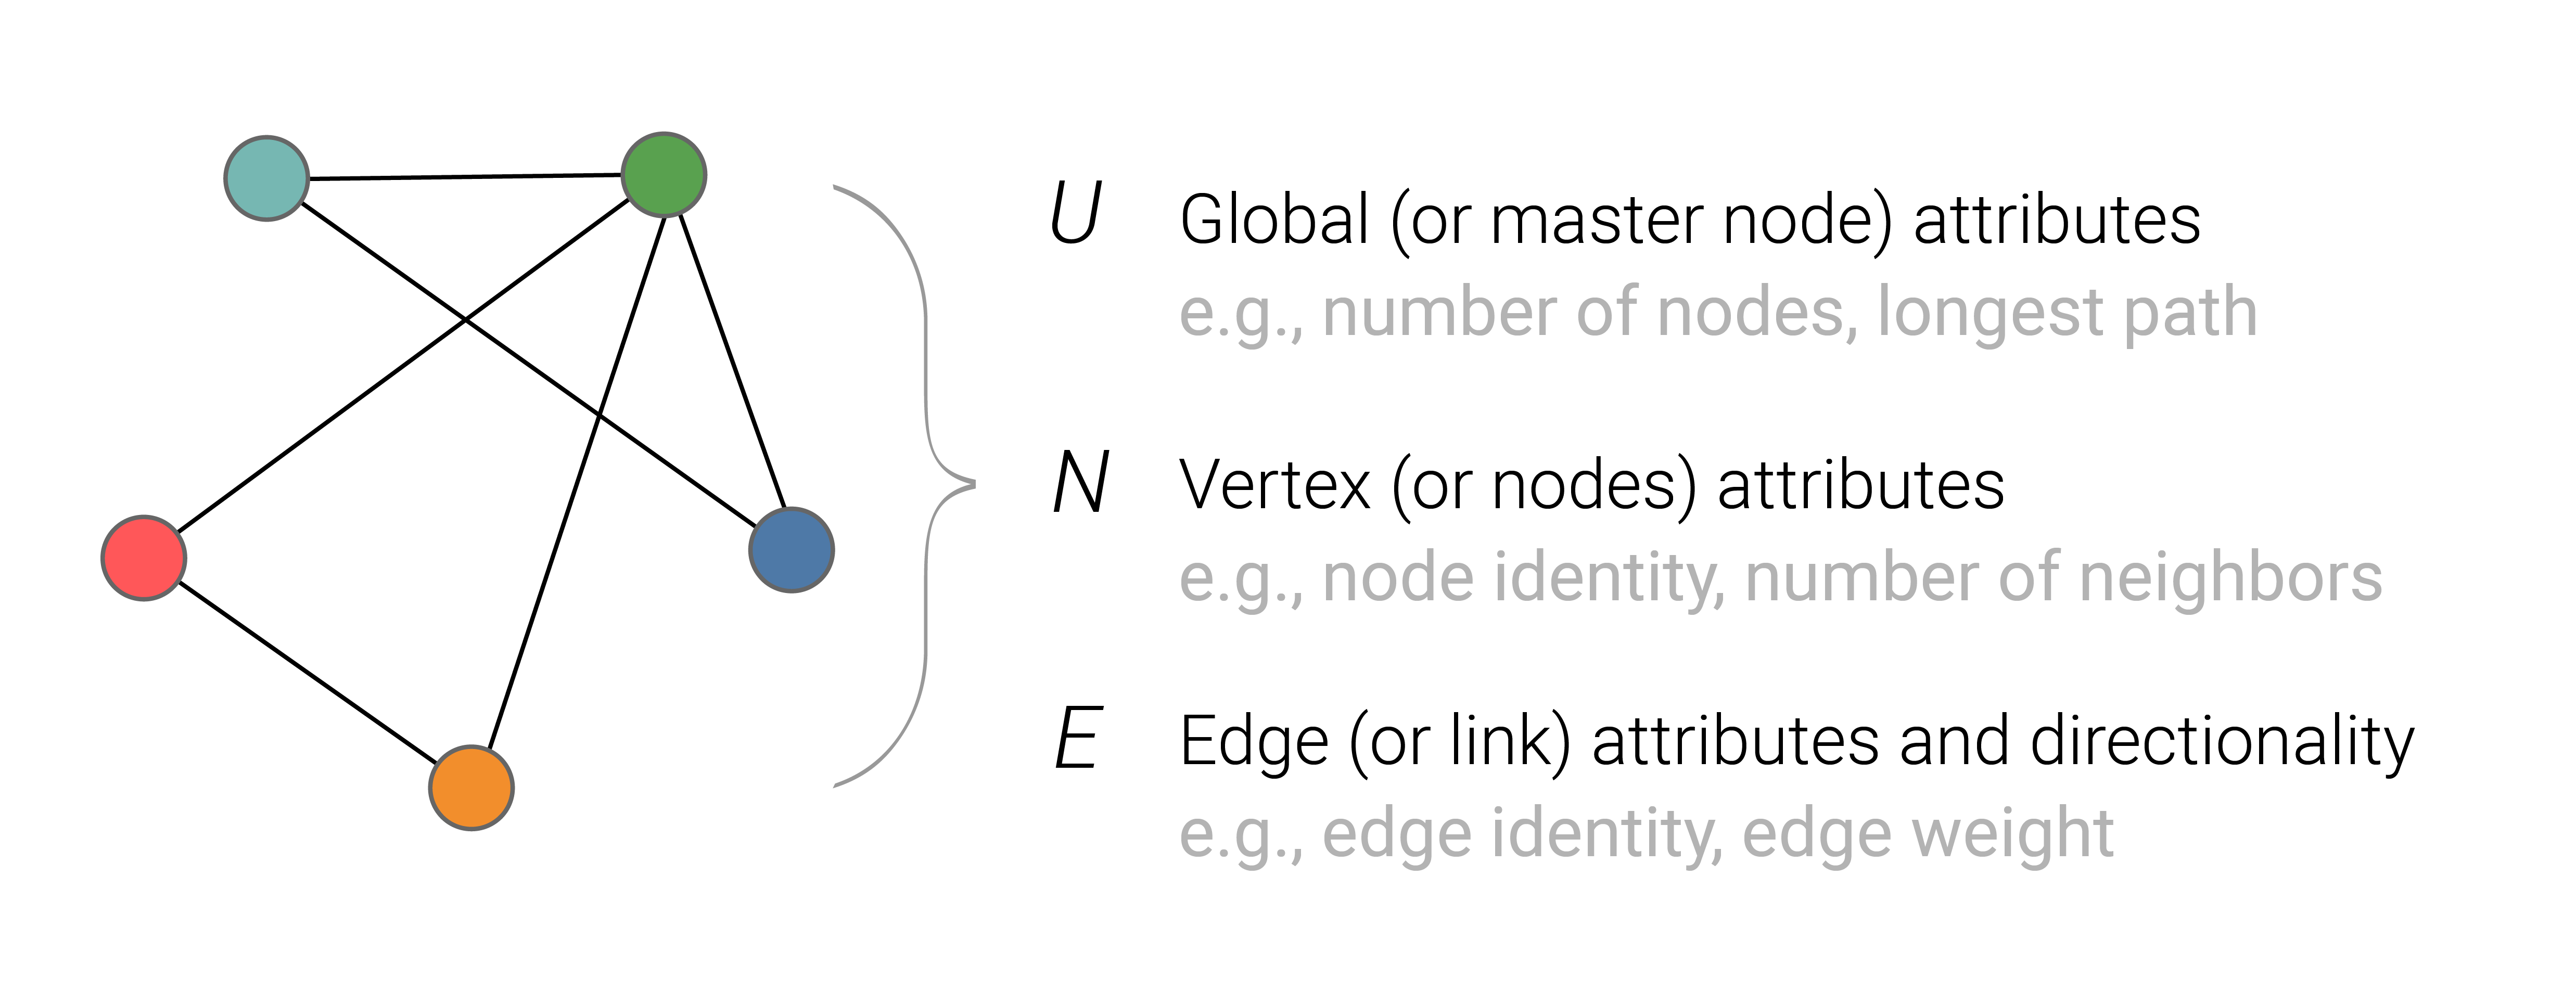 U Global (or master node) attributes
e.g., number of nodes, longest path
N Vertex (or nodes) attributes
e.g., node identity, number of neighbors
E Edge (or link) attributes and directionality
e.g., edge identity, edge weight